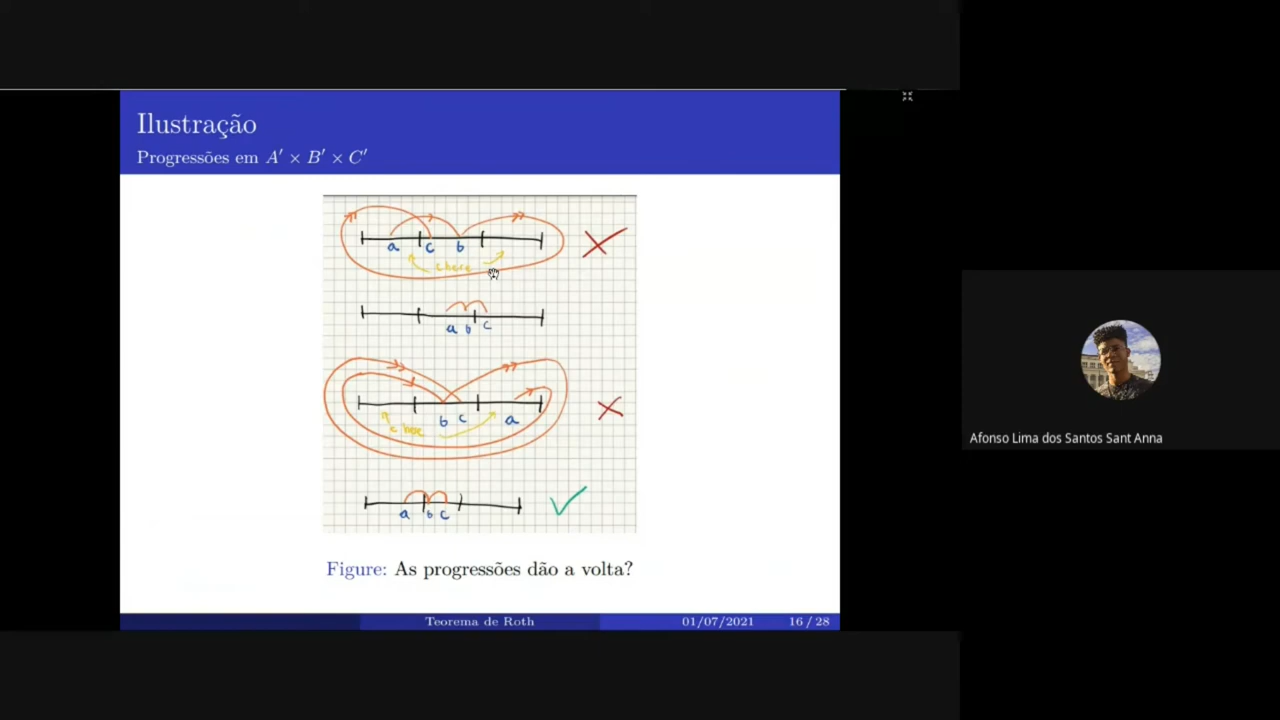 Ilustração
Progressões em A′ × B′ × C′
a c b
a b c
b c a
a b c
Figure: As progressões dão a volta?
Teorema de Roth 01/07/2021 16 / 28
Afonso Lima dos Santos Sant Anna